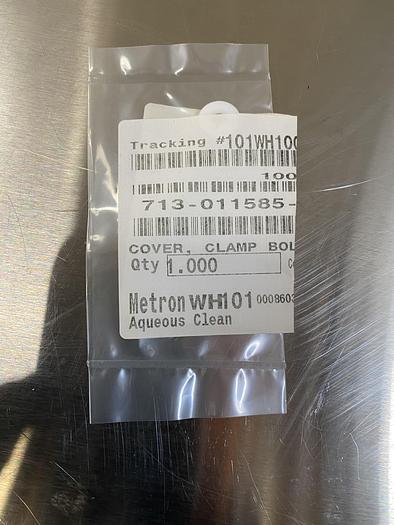 Tracking #101WH100
100
713-011585-
COVER, CLAMP BOL
Qty 1.000
Metron WH101 0008603
Aqueous Clean